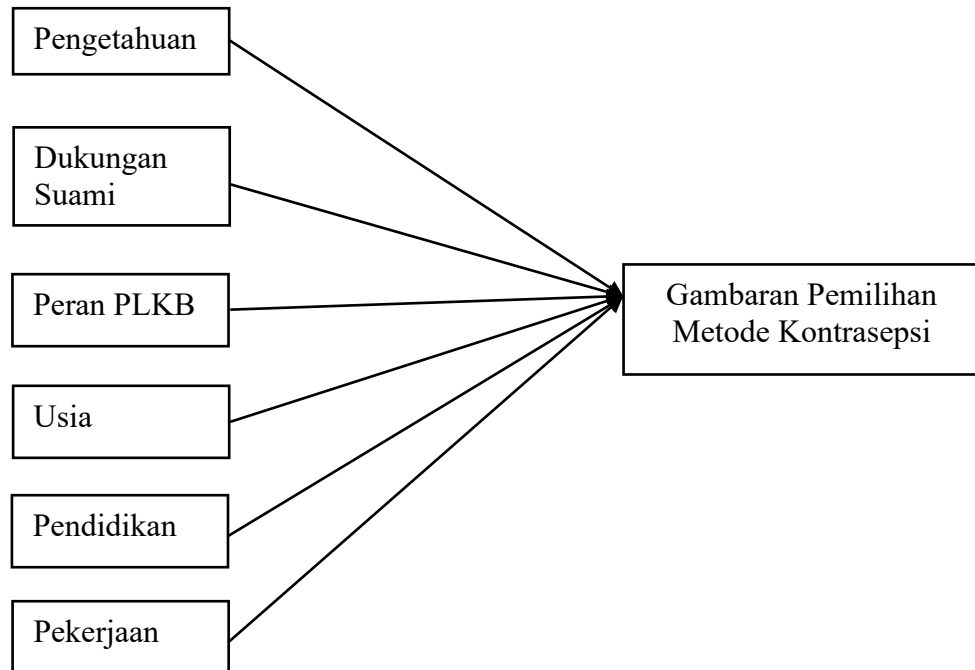 Pengetahuan
Dukungan
Suami
Peran PLKB
Usia
Pendidikan
Pekerjaan
Gambaran Pemilihan
Metode Kontrasepsi